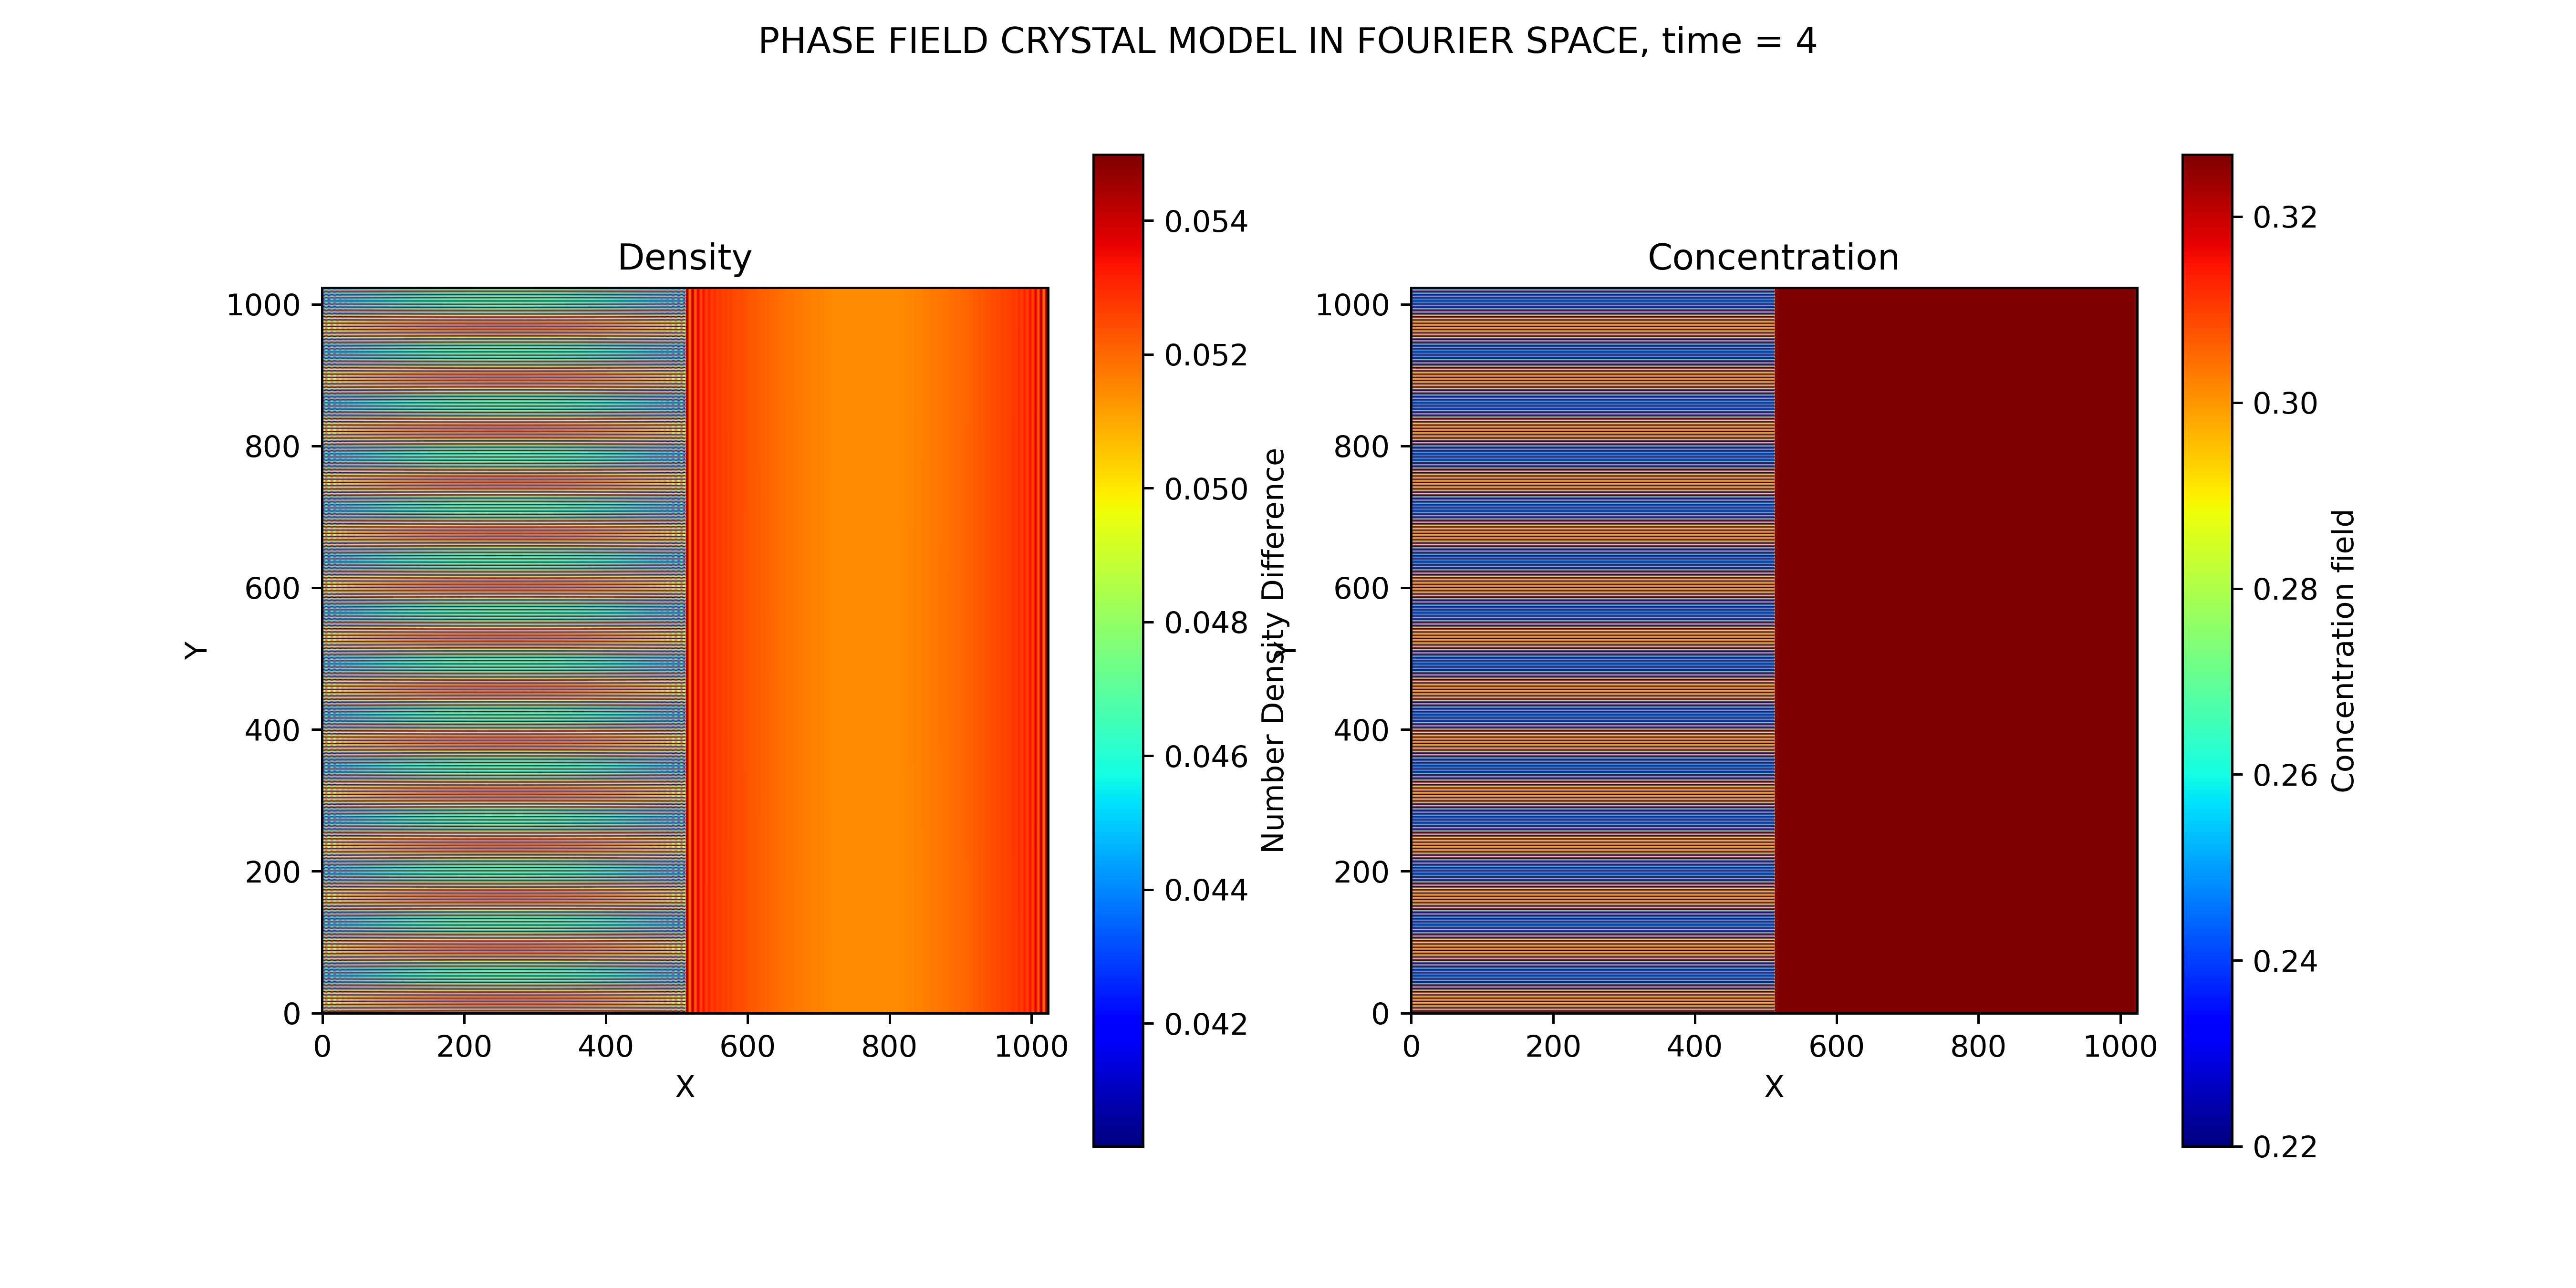 PHASE FIELD CRYSTAL MODEL IN FOURIER SPACE, time = 4
Density
1000
800
600
400
200
0
Y
0 200 400 600 800 1000
X
0.054
0.052
0.050
0.048
0.046
0.044
0.042
Number Density Difference
Concentration
1000
800
600
400
200
0
Y
0 200 400 600 800 1000
X
0.32
0.30
0.28
0.26
0.24
0.22
Concentration field